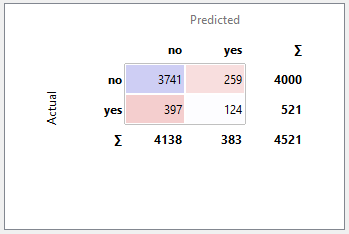 Predicted
no yes Σ
Actual
no 3741 259 4000
yes 397 124 521
Σ 4138 383 4521